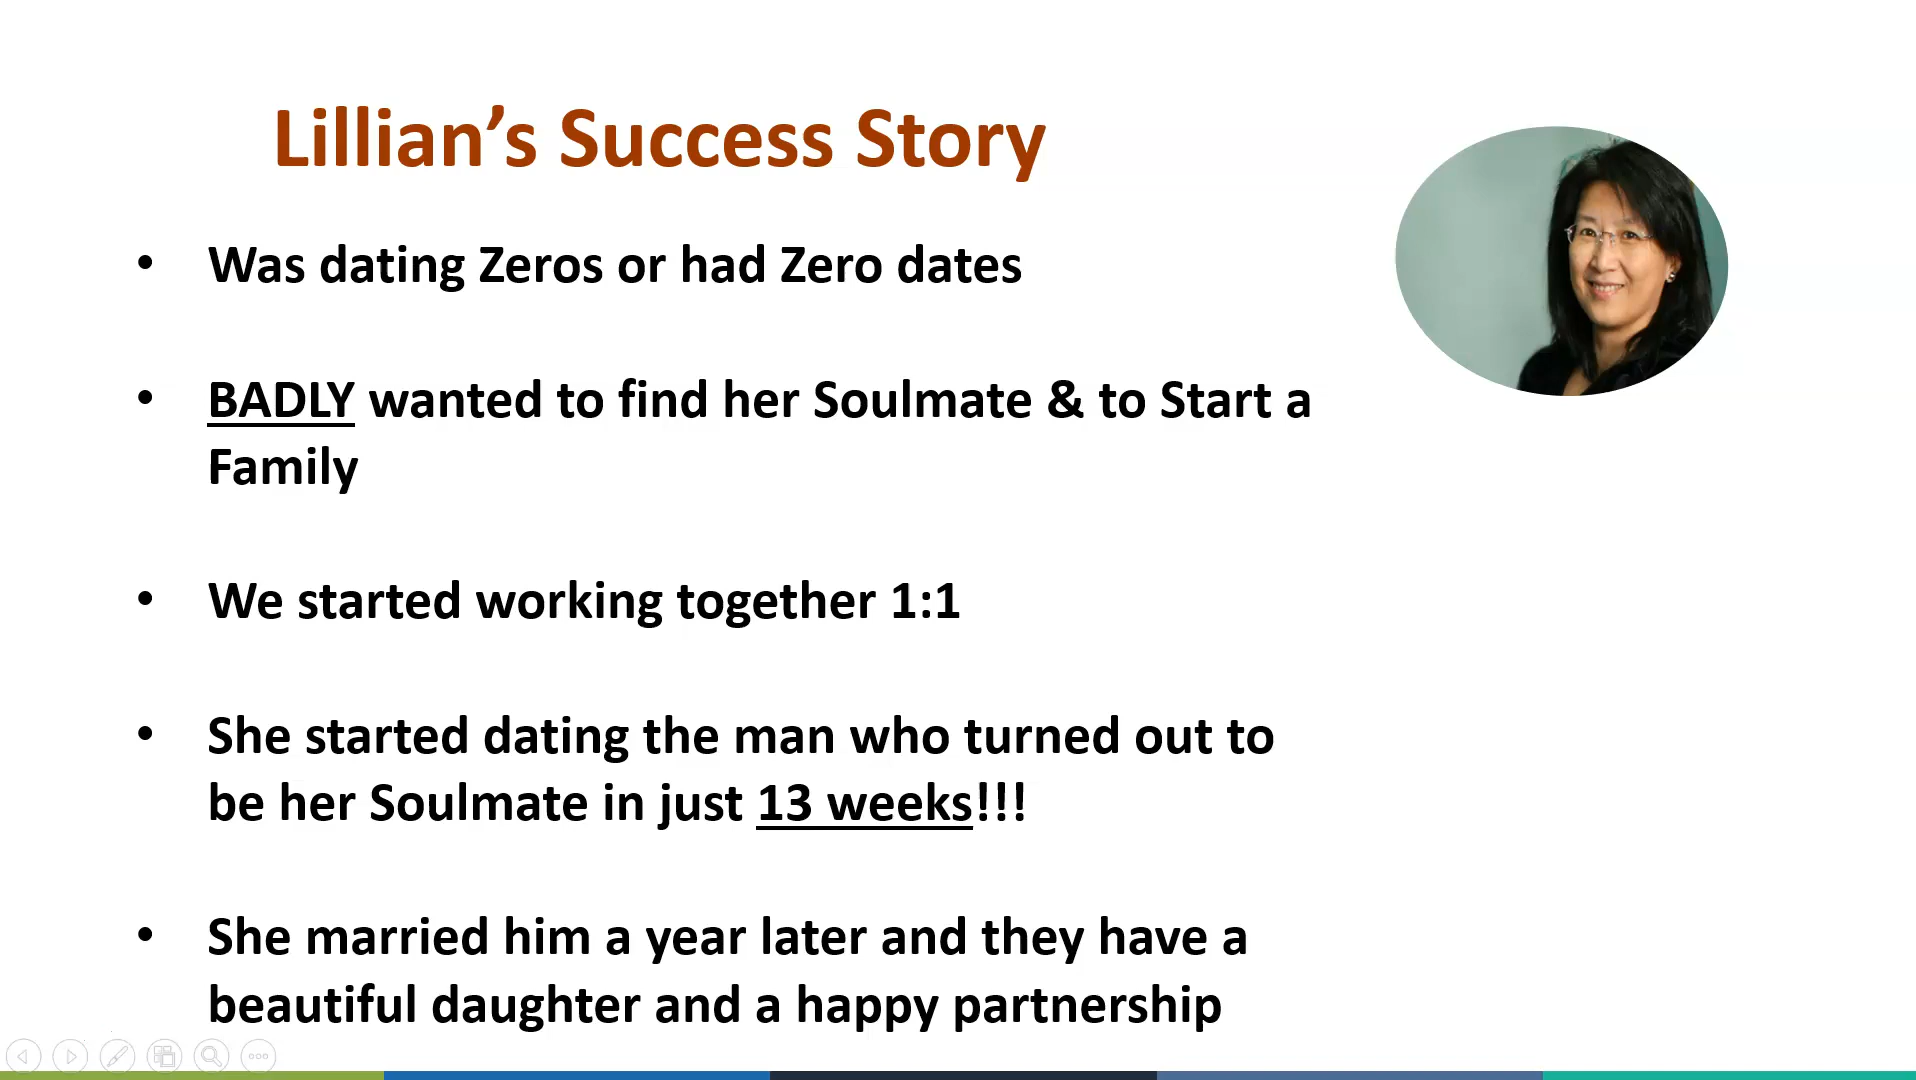 Lillian’s Success Story
• Was dating Zeros or had Zero dates
• BADLY wanted to find her Soulmate & to Start a
Family
• We started working together 1:1
• She started dating the man who turned out to
be her Soulmate in just 13 weeks!!!
• She married him a year later and they have a
beautiful daughter and a happy partnership